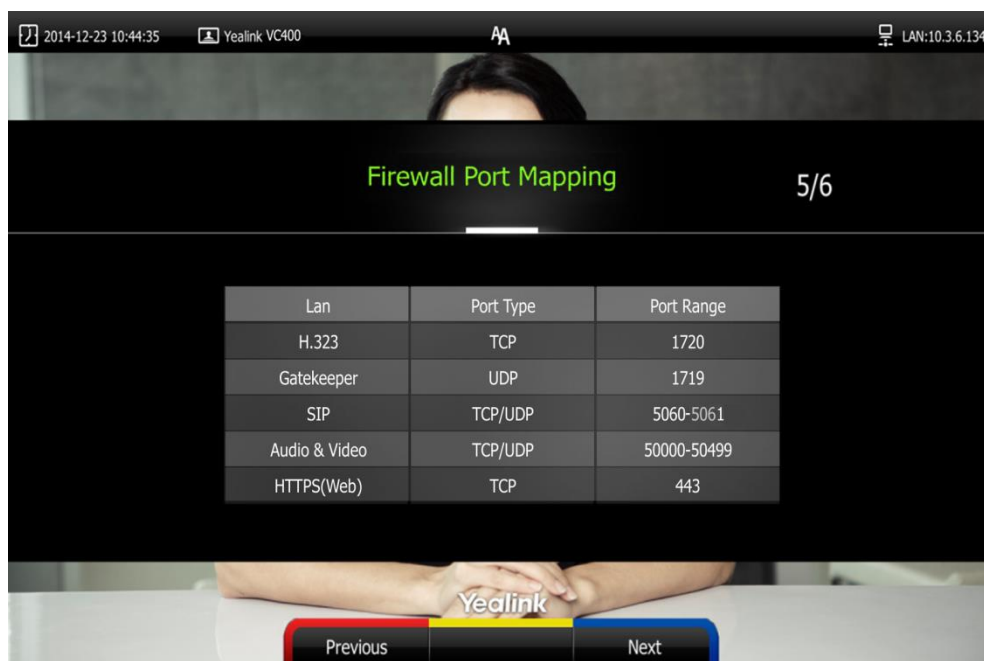 2014-12-23 10:44:35 Yealink VC400 AA LAN:10.3.6.134
Firewall Port Mapping 5/6
Lan Port Type Port Range
H.323 TCP 1720
Gatekeeper UDP 1719
SIP TCP/UDP 5060-5061
Audio & Video TCP/UDP 50000-50499
HTTPS(Web) TCP 443
Yealink
Previous Next